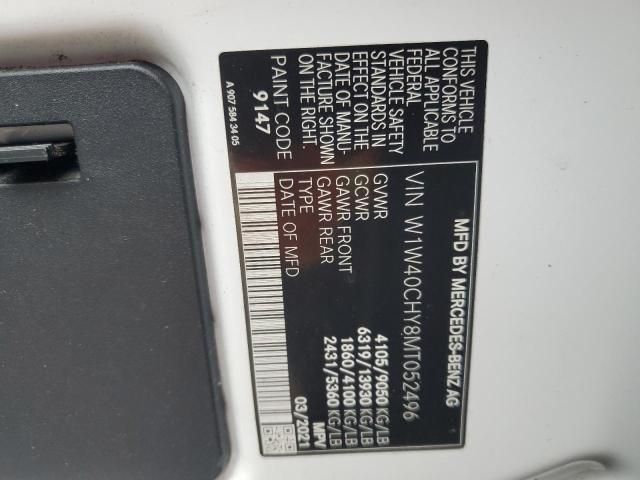 MFD BY MERCEDES-BENZ AG
VIN W1W40CHY8MT052496
THIS VEHICLE
CONFORMS TO
ALL APPLICABLE
FEDERAL
VEHICLE SAFETY
STANDARDS IN
EFFECT ON THE
DATE OF MANU-
FACTURE SHOWN
ON THE RIGHT.
PAINT CODE
9147
GVWR 4105/9050 KG/LB
GCWR 6319/13930 KG/LB
GAWR FRONT 1860/4100 KG/LB
GAWR REAR 2431/5360 KG/LB
TYPE MPV
DATE OF MFD 03/2021
A 907 584 34 05